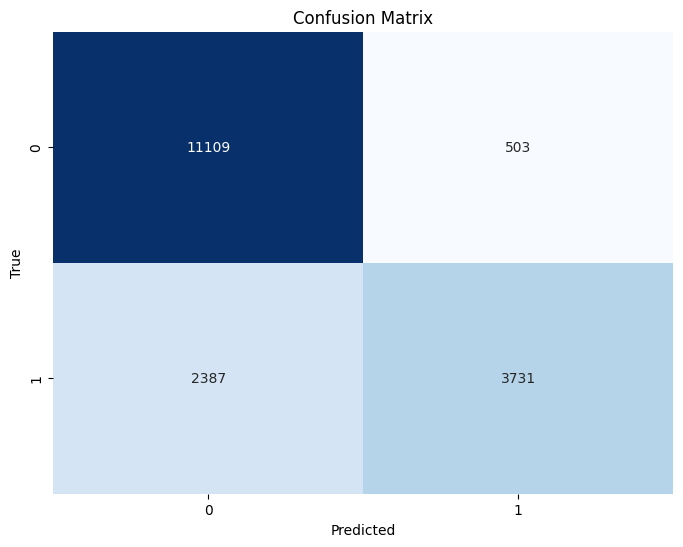 Confusion Matrix
True
0
11109
503
1
2387
3731
0
1
Predicted